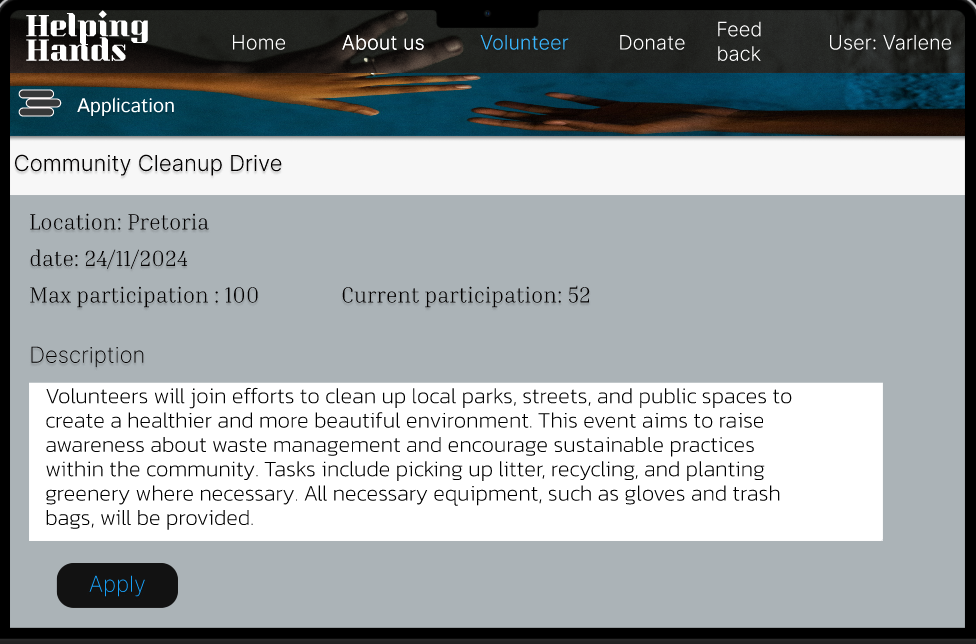 Helping
Hands
Home
About us
Volunteer
Donate
Feed
back
User: Varlene
Application
Community Cleanup Drive
Location: Pretoria
date: 24/11/2024
Max participation : 100
Current participation: 52
Description
Volunteers will join efforts to clean up local parks, streets, and public spaces to
create a healthier and more beautiful environment. This event aims to raise
awareness about waste management and encourage sustainable practices
within the community. Tasks include picking up litter, recycling, and planting
greenery where necessary. All necessary equipment, such as gloves and trash
bags, will be provided.
Apply